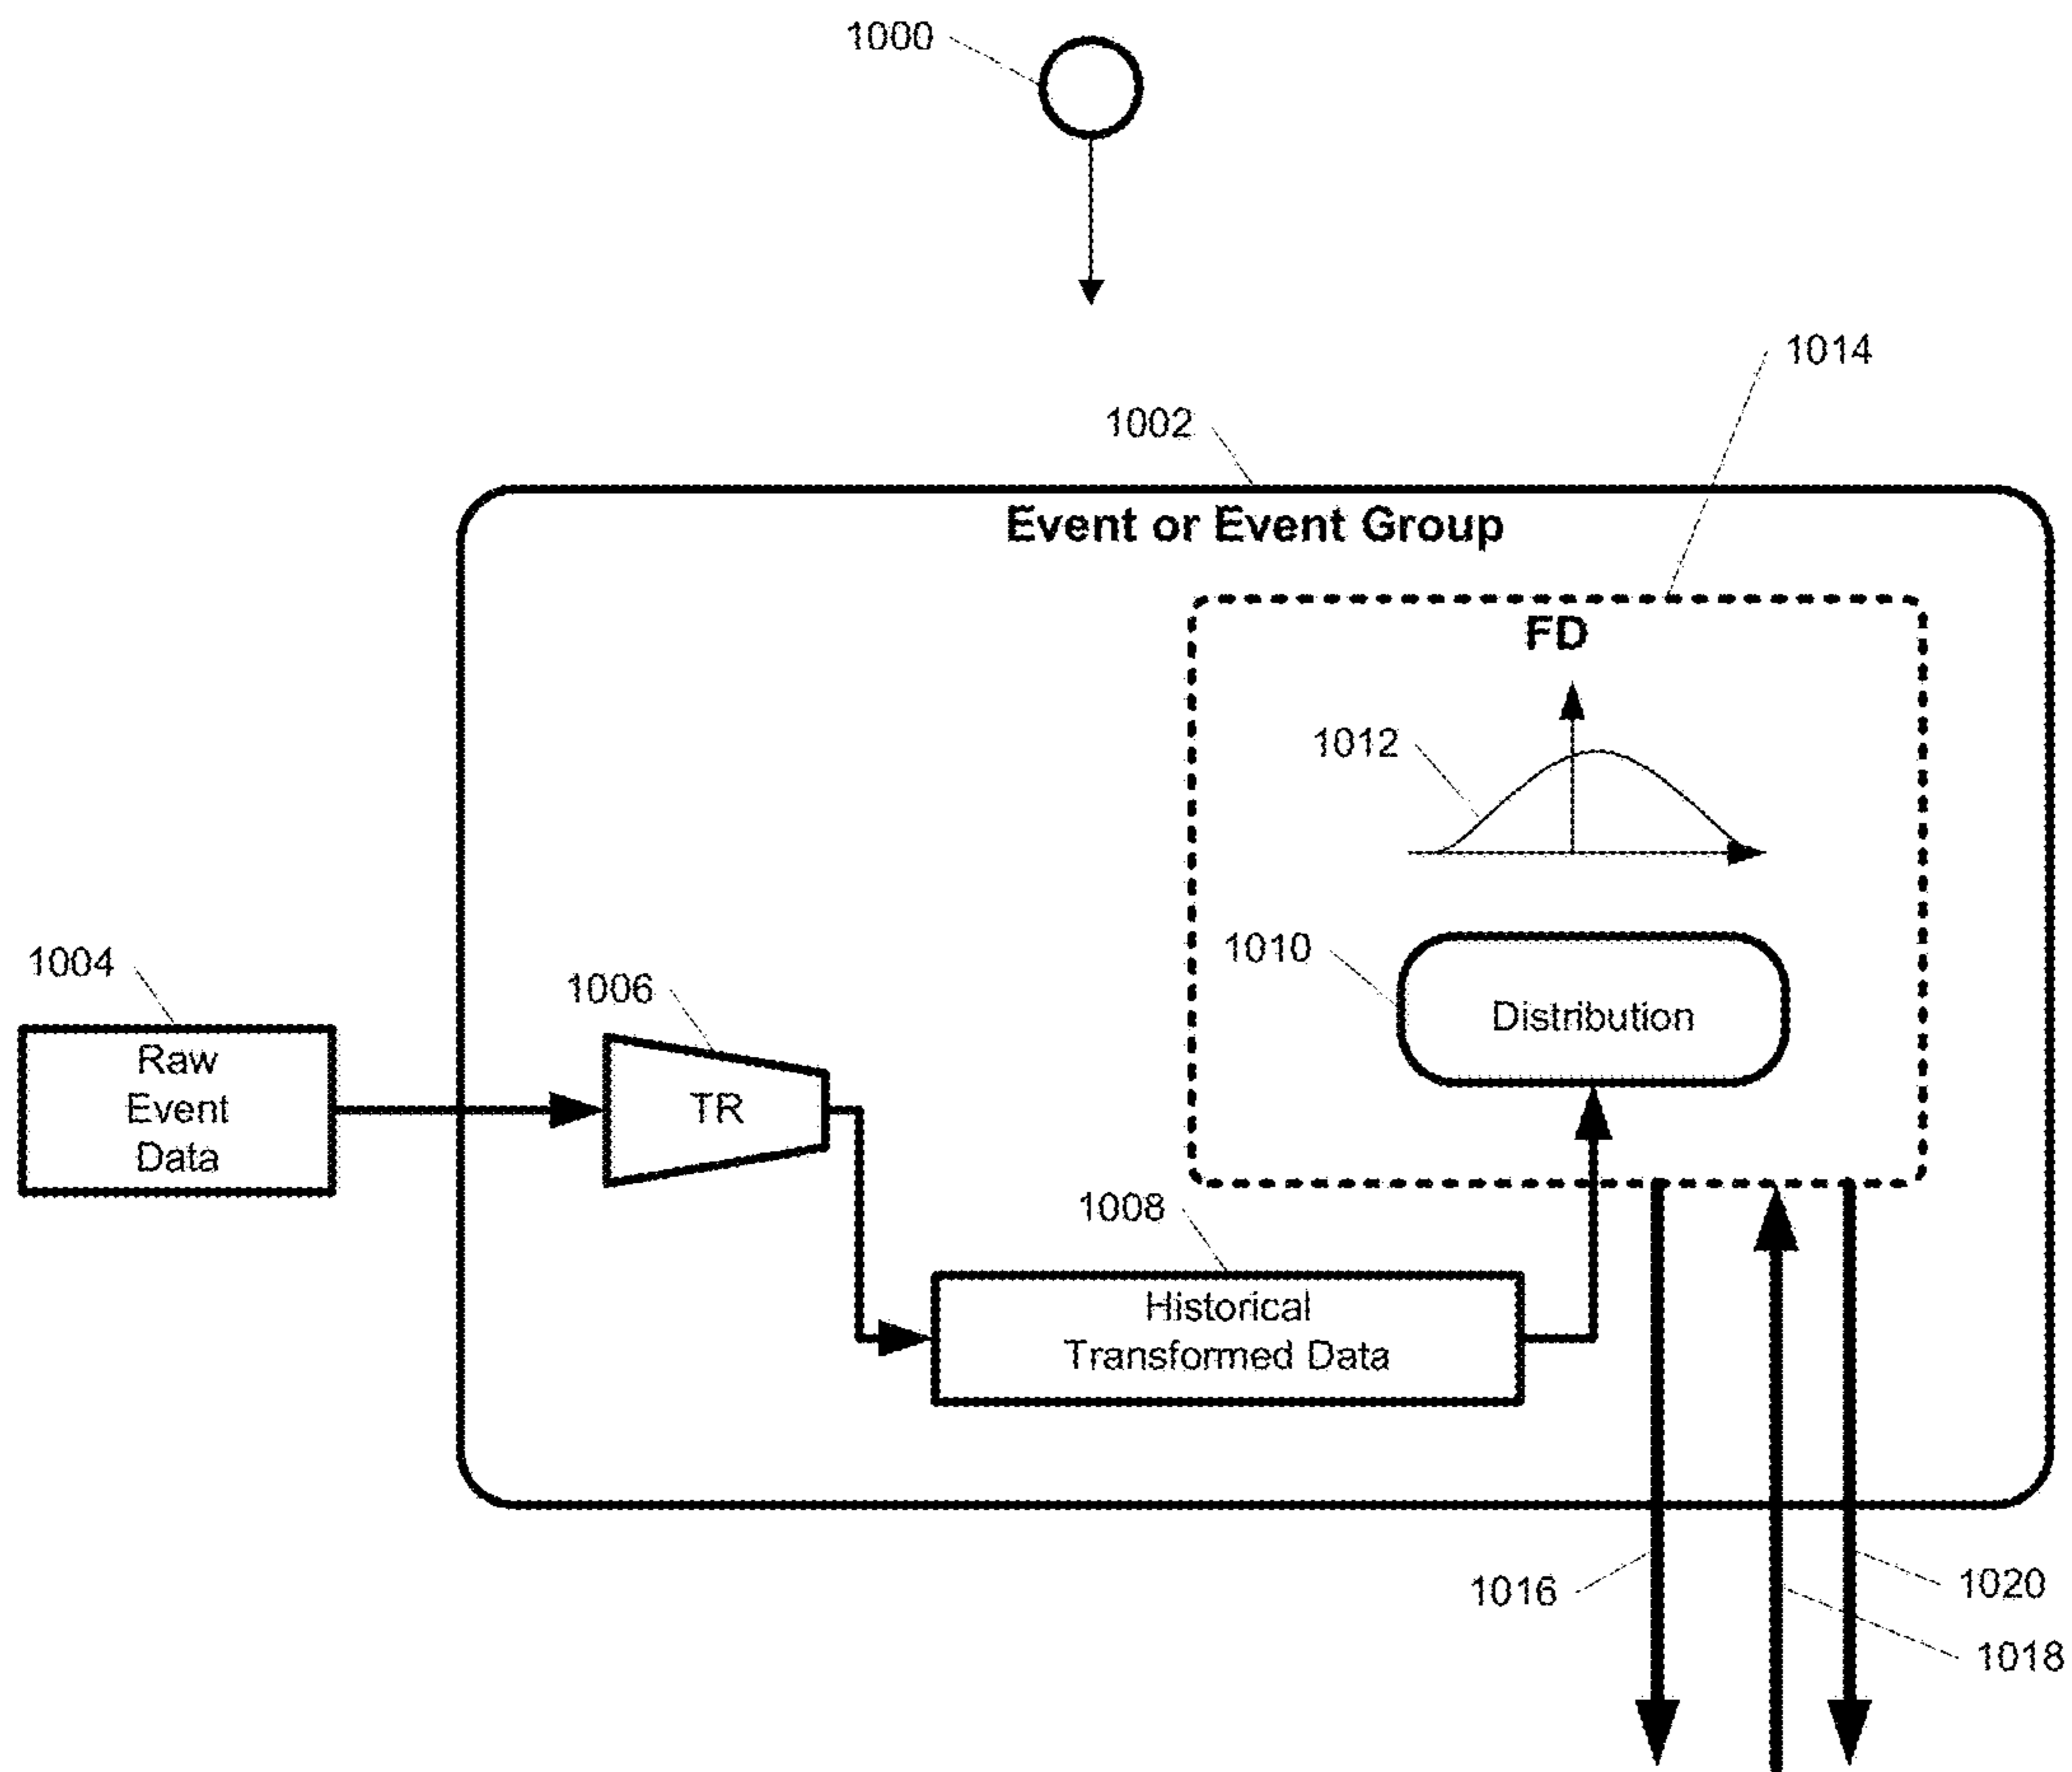 1000
1014
1002
Event or Event Group
FD
1012
1010
Distribution
1004
Raw
Event
Data
1006
TR
1008
Historical
Transformed Data
1016
1020
1018